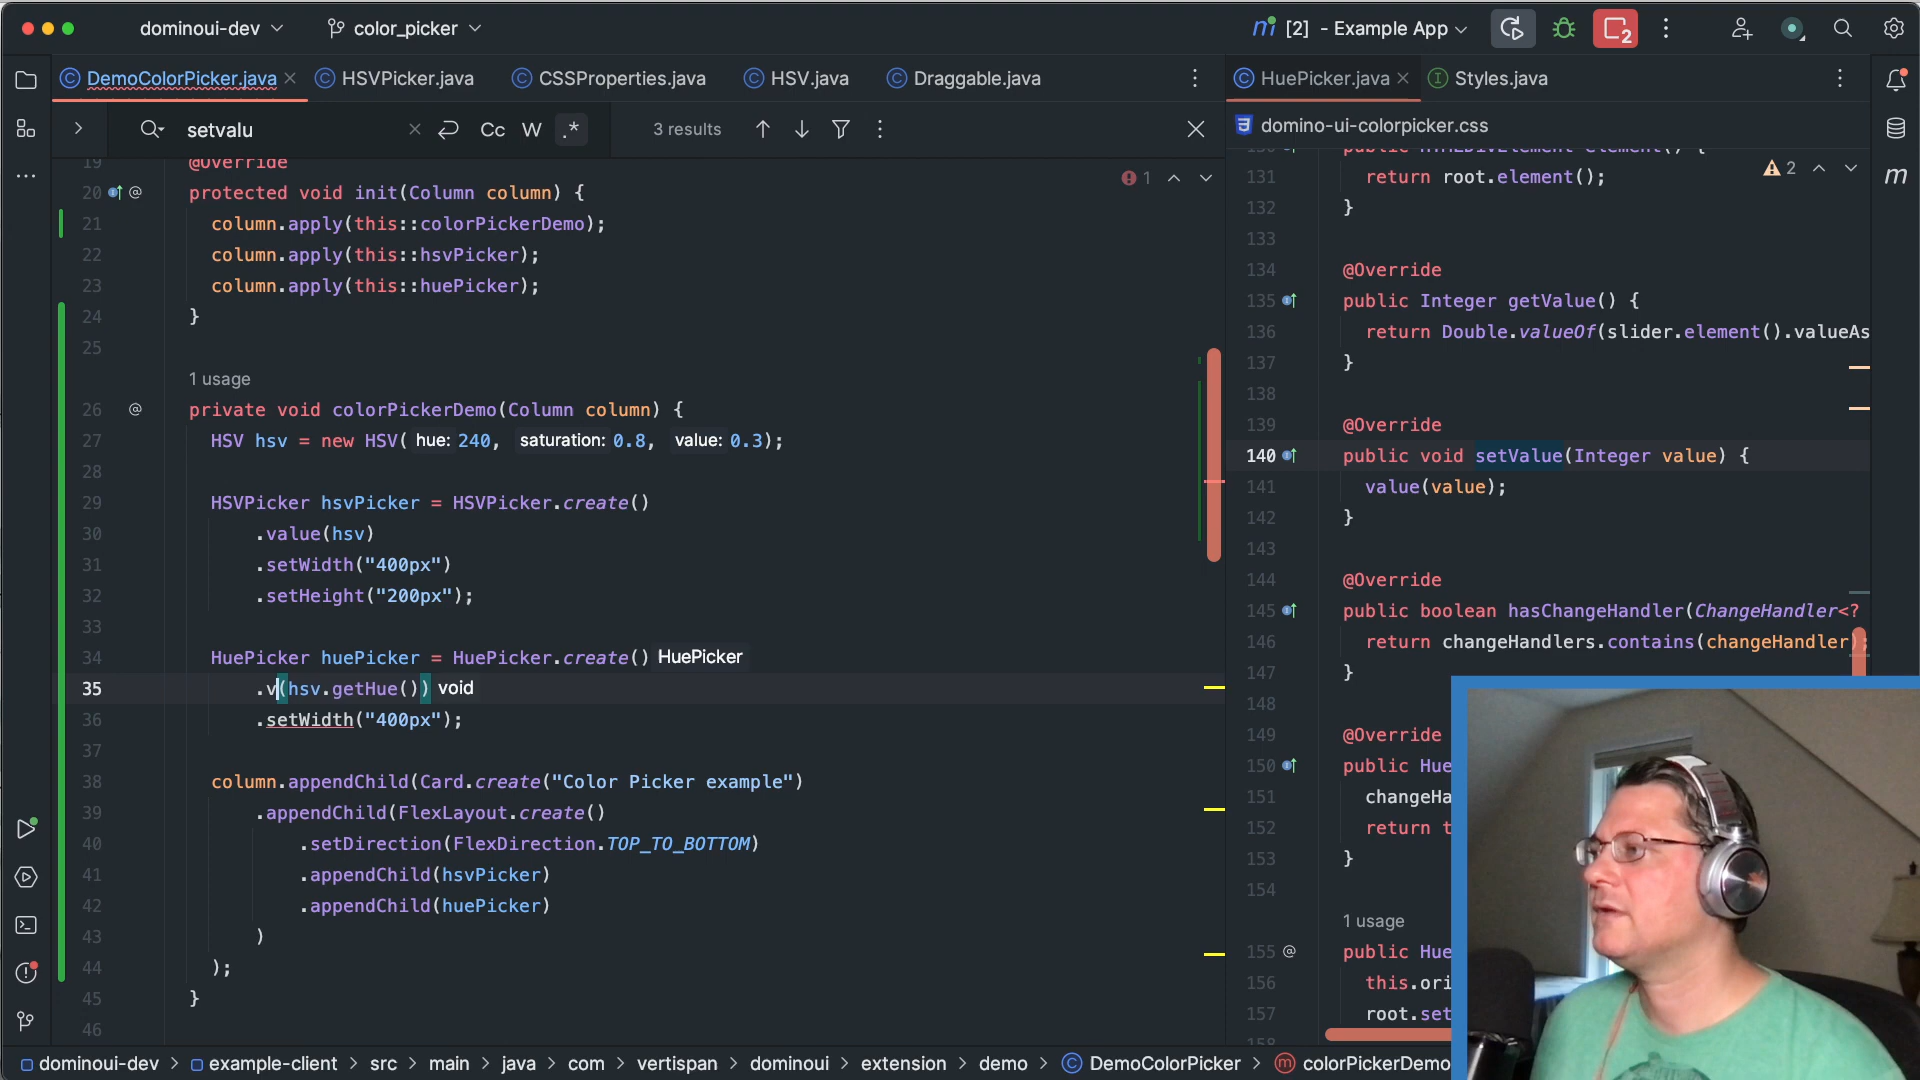 dominoui-dev color_picker [2] - Example App 2
DemoColorPicker.java HSVPicker.java CSSProperties.java HSV.java Draggable.java HuePicker.java Styles.java
setvalu Cc W .* 3 results
domino-ui-colorpicker.css
19 @Override
20 @ protected void init(Column column) {
21 column.apply(this::colorPickerDemo);
22 column.apply(this::hsvPicker);
23 column.apply(this::huePicker);
24 }
25
1 usage
26 @ private void colorPickerDemo(Column column) {
27 HSV hsv = new HSV( hue: 240, saturation: 0.8, value: 0.3);
28
29 HSVPicker hsvPicker = HSVPicker.create()
30 .value(hsv)
31 .setWidth("400px")
32 .setHeight("200px");
33
34 HuePicker huePicker = HuePicker.create() HuePicker
35 .v(hsv.getHue()) void
36 .setWidth("400px");
37
38 column.appendChild(Card.create("Color Picker example")
39 .appendChild(FlexLayout.create()
40 .setDirection(FlexDirection.TOP_TO_BOTTOM)
41 .appendChild(hsvPicker)
42 .appendChild(huePicker)
43 )
44 );
45 }
46
1
2
public HTMLDivElement element() {
131 return root.element();
132 }
133
134 @Override
135 public Integer getValue() {
136 return Double.valueOf(slider.element().valueAs
137 }
138
139 @Override
140 public void setValue(Integer value) {
141 value(value);
142 }
143
144 @Override
145 public boolean hasChangeHandler(ChangeHandler<?
146 return changeHandlers.contains(changeHandler);
147 }
148
149 @Override
150 public Hue
151 changeHa
152 return t
153 }
154
1 usage
155 @ public Hue
156 this.ori
157 root.set
158
m
dominoui-dev > example-client > src > main > java > com > vertispan > dominoui > extension > demo > DemoColorPicker > colorPickerDemo